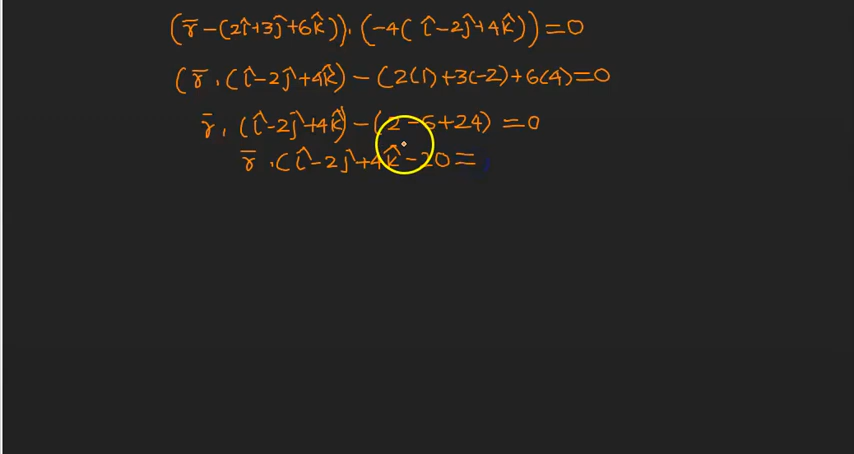 (r̄ - (2î+3ĵ+6k̂)). (-4( î-2ĵ+4k̂)) = 0
(r̄ . (î-2ĵ+4k̂) - (2(1)+3(-2)+6(4) = 0
r̄ . (î-2ĵ+4k̂) - (2-6+24) = 0
r̄ .(î-2ĵ+4k̂-20 =